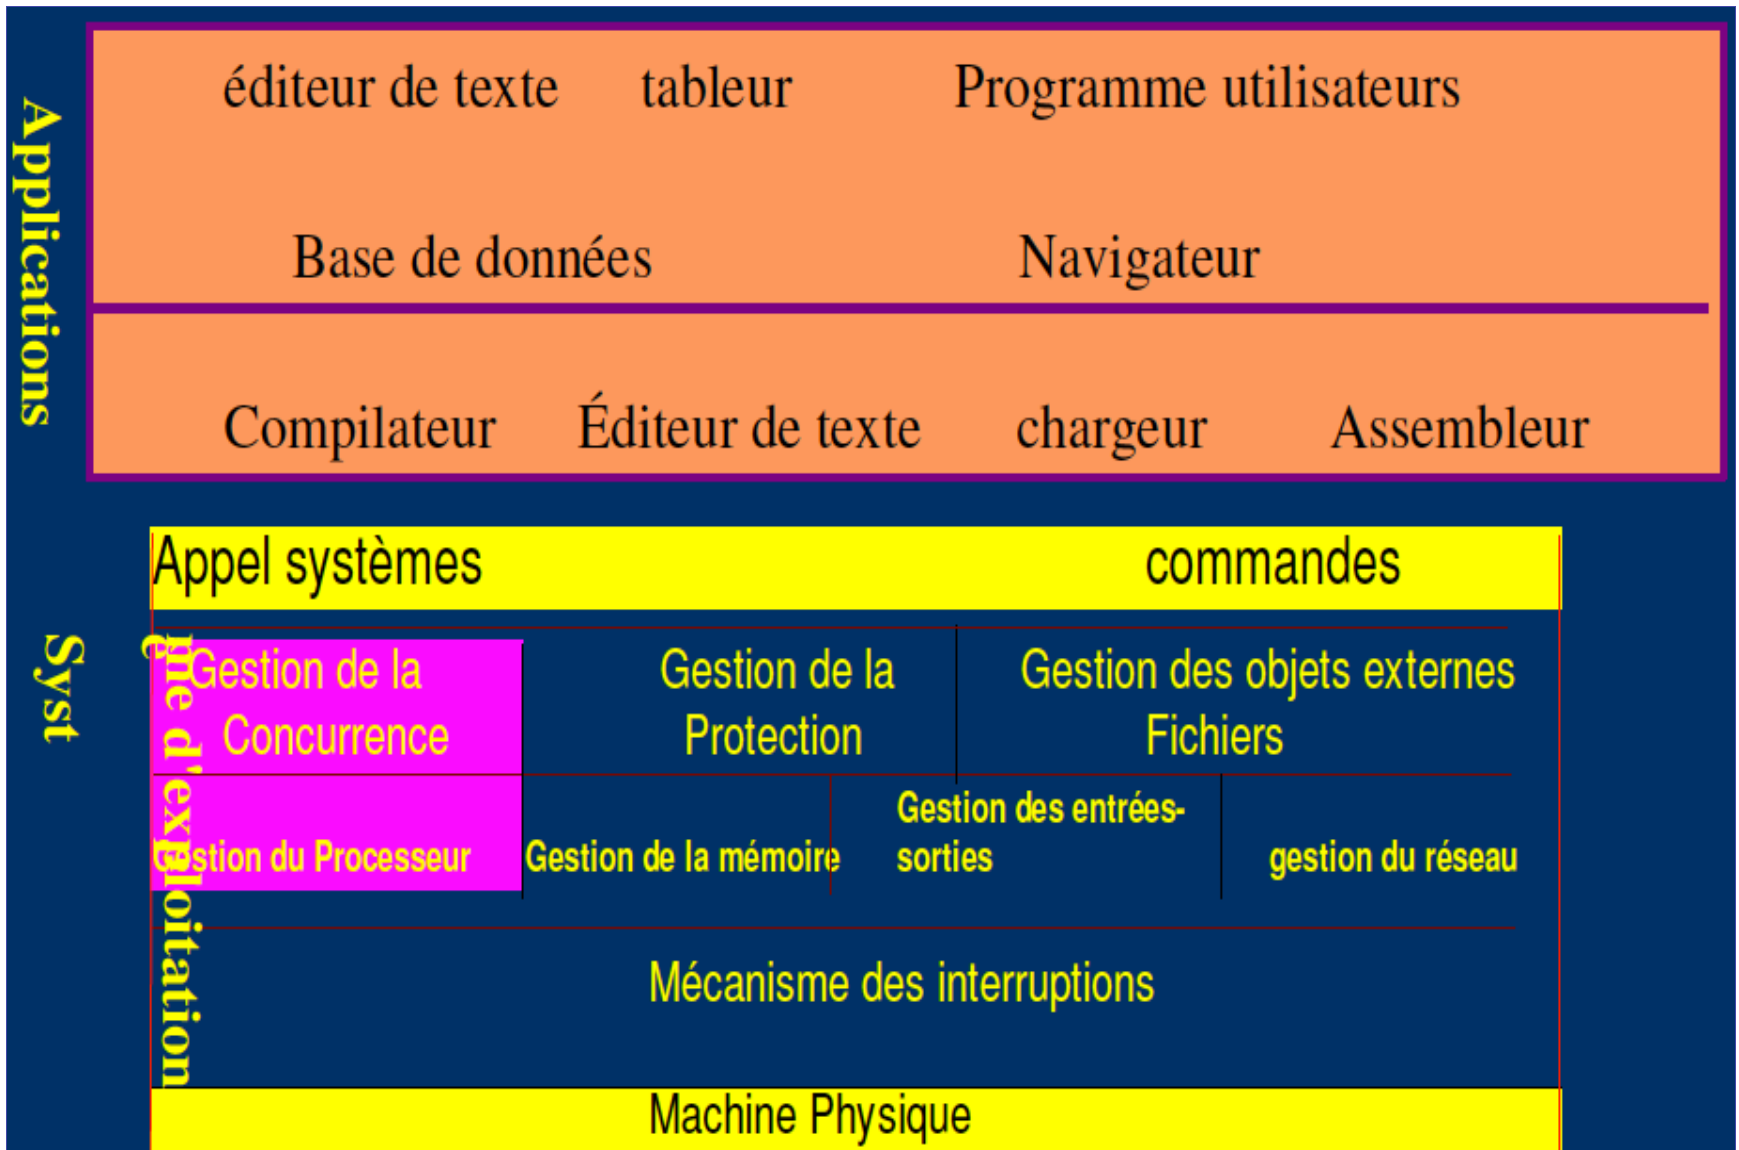 Applications
éditeur de texte tableur Programme utilisateurs
Base de données Navigateur
Compilateur Éditeur de texte chargeur Assembleur
Appel systèmes commandes
Syst
è
me d'exploitation
Gestion de la
Concurrence
Gestion de la
Protection
Gestion des objets externes
Fichiers
Gestion du Processeur
Gestion de la mémoire
Gestion des entrées-
sorties
gestion du réseau
Mécanisme des interruptions
Machine Physique